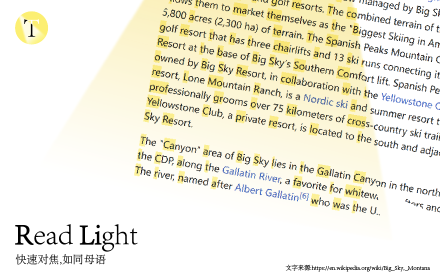 T
managed by Big Sk
and golf resorts. The combined terrain of t
ows them to market themselves as the "Biggest Skiing in Am
5,800 acres (2,300 ha) of terrain. The Spanish Peaks Mountain C
golf resort that has three chairlifts and 13 ski runs connecting it
Resort at the base of Big Sky's Southern Comfort lift. Spanish Pe
owned by Big Sky Resort, in collaboration with the Yellowstone C
resort, Lone Mountain Ranch, is a Nordic ski and summer resort t
professionally grooms over 75 kilometers of cross-country ski trai
Yellowstone Club, a private resort, is located to the south and adja
Sky Resort.
The "Canyon" area of Big Sky lies in the Gallatin Canyon in the north
the CDP, along the Gallatin River, a favorite for whitew
The river, named after Albert Gallatin[6] who was the U..
ters and
Read Light
快速对焦,如同母语
文字来源:https://en.wikipedia.org/wiki/Big_Sky,_Montana